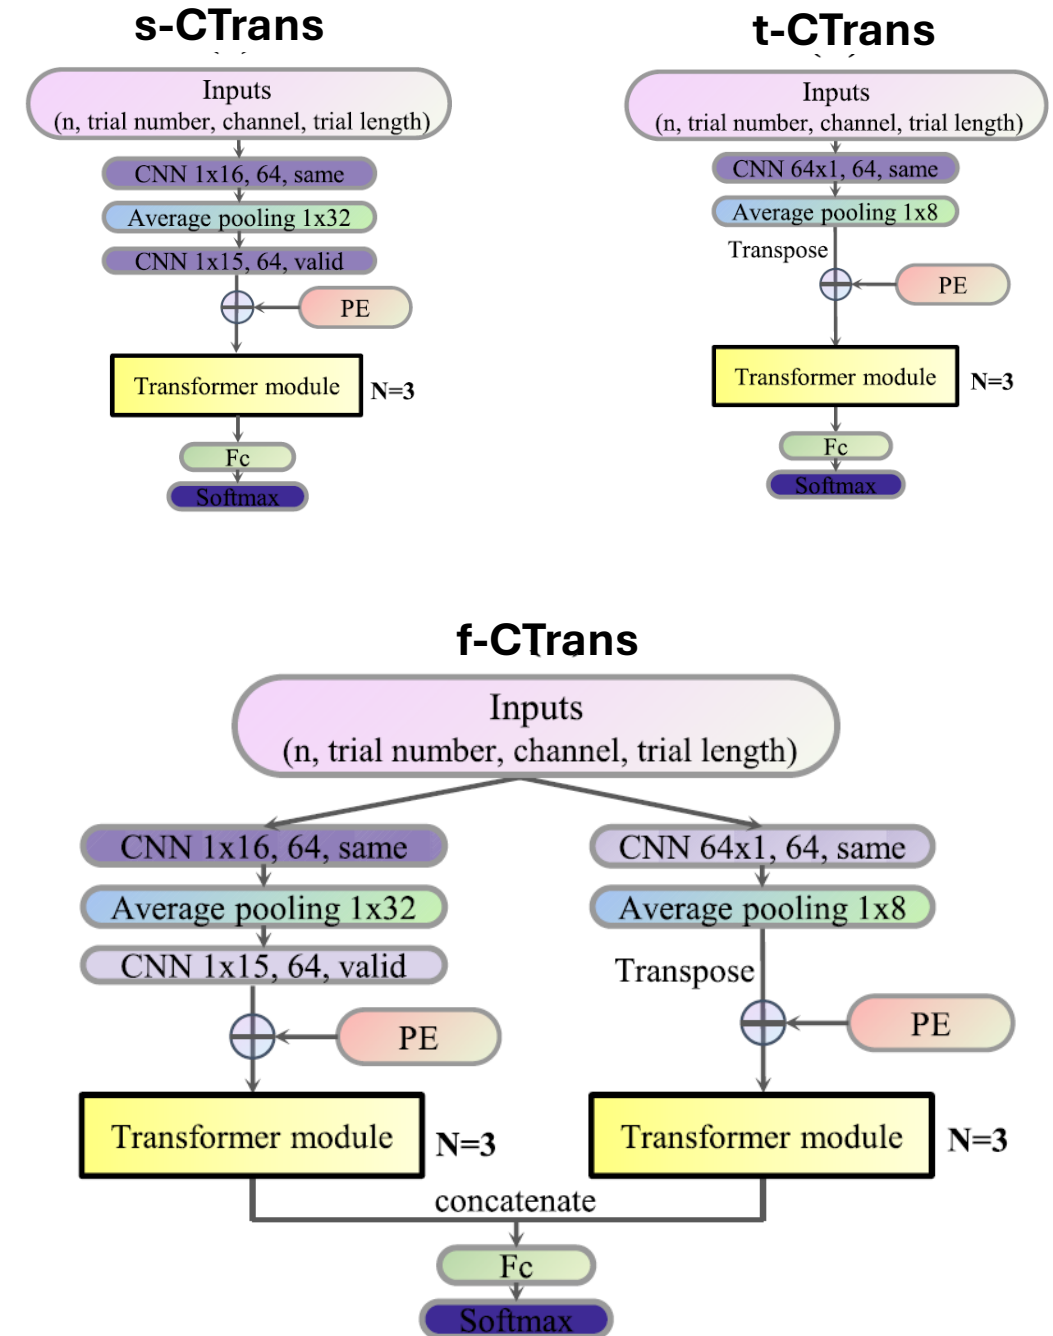 s-CTrans
Inputs
(n, trial number, channel, trial length)
CNN 1x16, 64, same
Average pooling 1x32
CNN 1x15, 64, valid
PE
Transformer module
N=3
Fc
Softmax
t-CTrans
Inputs
(n, trial number, channel, trial length)
CNN 64x1, 64, same
Average pooling 1x8
Transpose
PE
Transformer module
N=3
Fc
Softmax
f-CTrans
Inputs
(n, trial number, channel, trial length)
CNN 1x16, 64, same
Average pooling 1x32
CNN 1x15, 64, valid
PE
Transformer module
N=3
CNN 64x1, 64, same
Average pooling 1x8
Transpose
PE
Transformer module
N=3
concatenate
Fc
Softmax